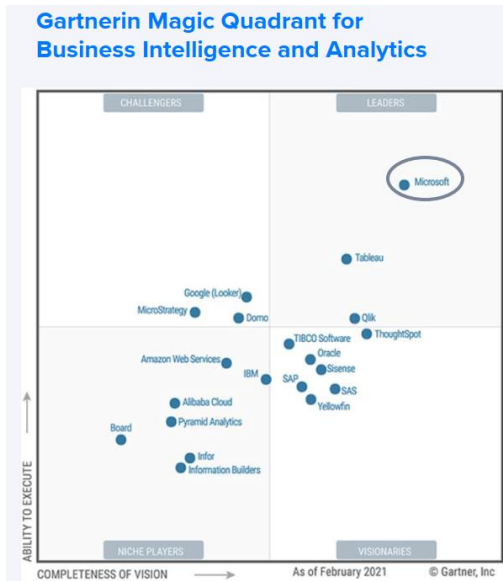 Gartnerin Magic Quadrant for
Business Intelligence and Analytics
CHALLENGERS
LEADERS
Microsoft
Tableau
Google (Looker)
MicroStrategy
Domo
Qlik
ThoughtSpot
TIBCO Software
Amazon Web Services
Oracle
IBM
Sisense
SAP
SAS
Alibaba Cloud
Yellowfin
Board
Pyramid Analytics
Infor
Information Builders
ABILITY TO EXECUTE
NICHE PLAYERS
VISIONARIES
COMPLETENESS OF VISION
As of February 2021
© Gartner, Inc